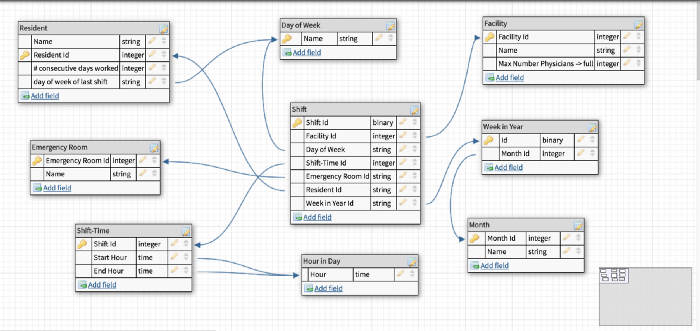 Resident
Name string
Resident Id integer
# consecutive days worked integer
day of week of last shift string
Add field
Day of Week
Name string
Add field
Facility
Facility Id integer
Name string
Max Number Physicians -> full integer
Add field
Shift
Shift Id binary
Facility Id integer
Day of Week string
Shift-Time Id integer
Emergency Room Id string
Resident Id string
Week in Year Id string
Add field
Emergency Room
Emergency Room Id integer
Name string
Add field
Week in Year
Id binary
Month Id Integer
Add field
Shift-Time
Shift Id integer
Start Hour time
End Hour time
Add field
Hour in Day
Hour time
Add field
Month
Month Id integer
Name string
Add field